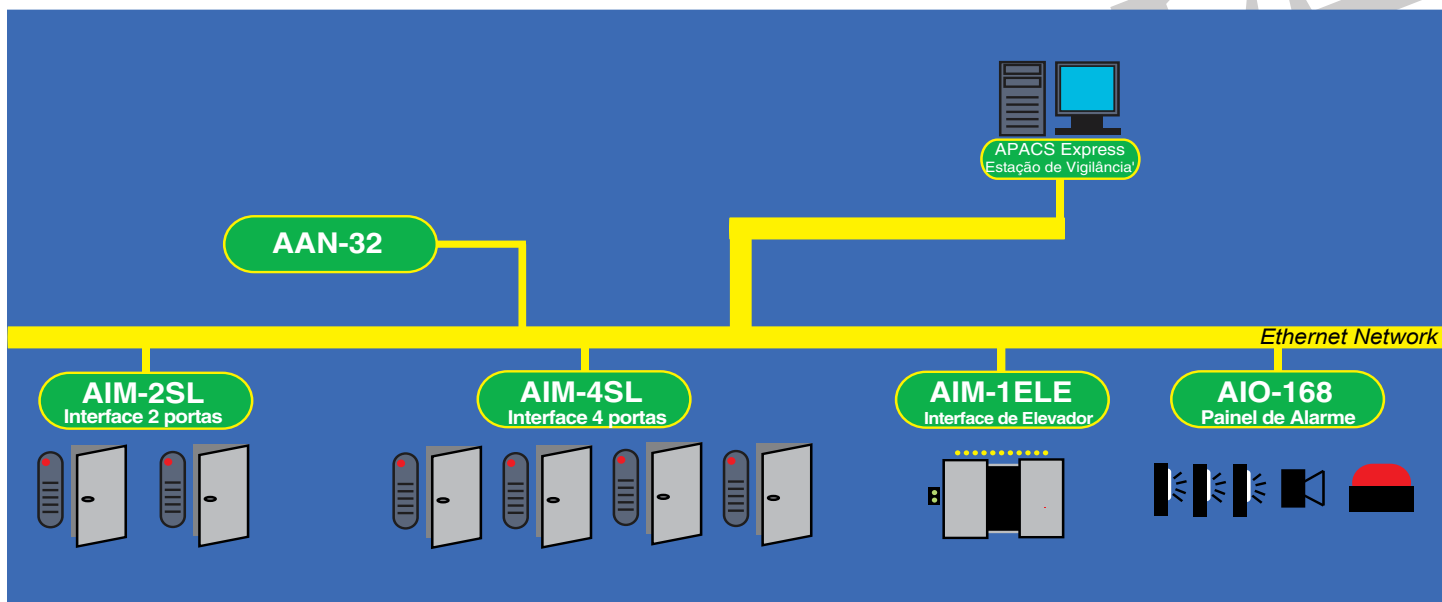 APACS Express
Estação de Vigilância'
AAN-32
Ethernet Network
AIM-2SL
Interface 2 portas
AIM-4SL
Interface 4 portas
AIM-1ELE
Interface de Elevador
AIO-168
Painel de Alarme